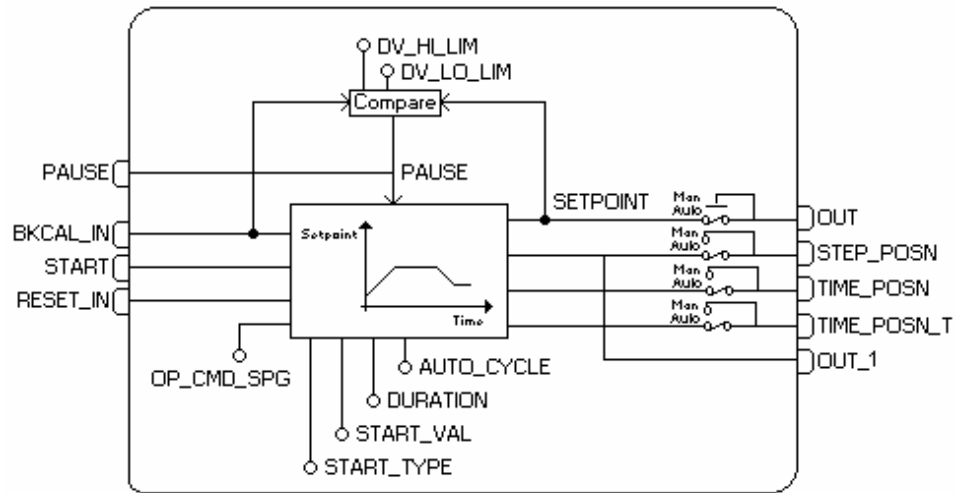 DV_HI_LIM
DV_LO_LIM
Compare
PAUSE
PAUSE
SETPOINT
Man
Auto
OUT
BKCAL_IN
Setpoint
Man
Auto
STEP_POSN
START
Man
Auto
TIME_POSN
RESET_IN
Time
Man
Auto
TIME_POSN_T
OP_CMD_SPG
AUTO_CYCLE
OUT_1
DURATION
START_VAL
START_TYPE